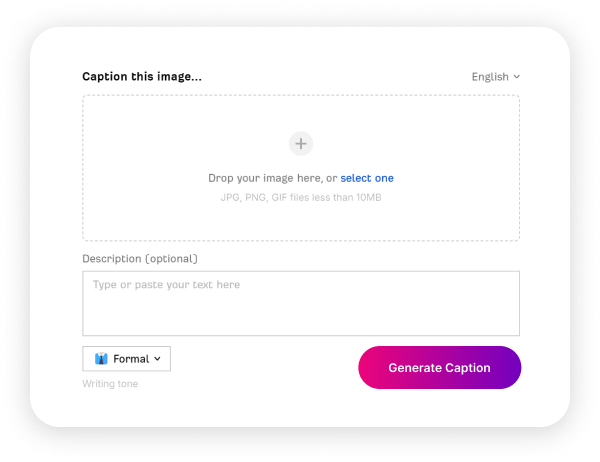 Caption this image...
English
Drop your image here, or select one
JPG, PNG, GIF files less than 10MB
Description (optional)
Type or paste your text here
Formal
Generate Caption
Writing tone